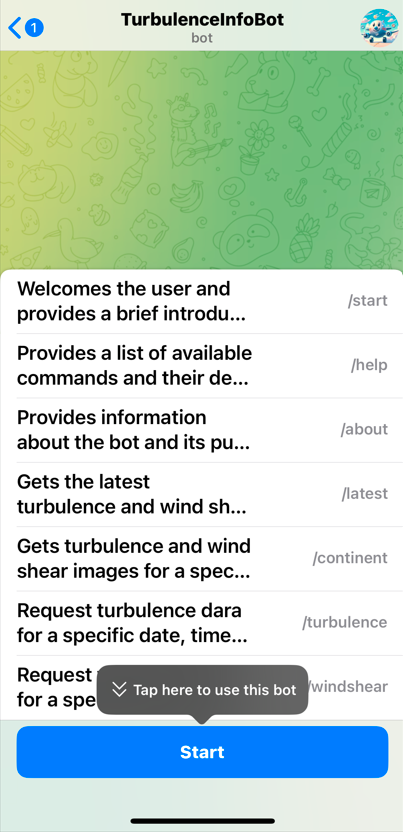 1
TurbulenceInfoBot
bot
Welcomes the user and
provides a brief introdu...
/start
Provides a list of available
commands and their de...
/help
Provides information
about the bot and its pu...
/about
Gets the latest
turbulence and wind sh...
/latest
Gets turbulence and wind
shear images for a spec...
/continent
Request turbulence dara
for a specific date, time...
/turbulence
Request
for a spe
/windshear
Tap here to use this bot
Start